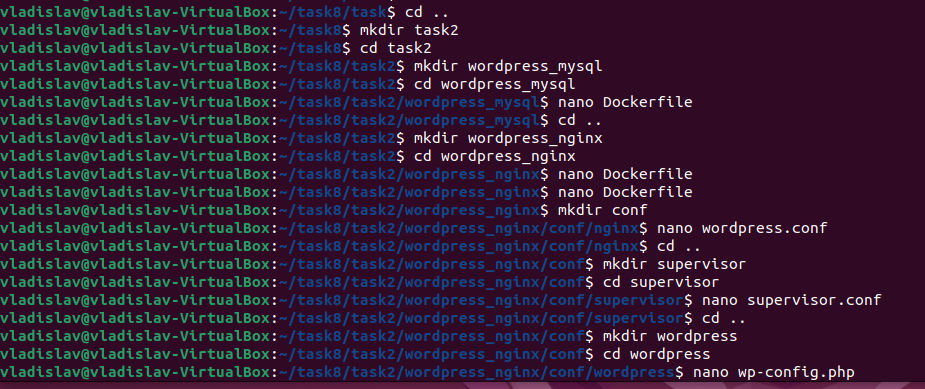 vladislav@vladislav-VirtualBox:~/task8/task$ cd ..
vladislav@vladislav-VirtualBox:~/task8$ mkdir task2
vladislav@vladislav-VirtualBox:~/task8$ cd task2
vladislav@vladislav-VirtualBox:~/task8/task2$ mkdir wordpress_mysql
vladislav@vladislav-VirtualBox:~/task8/task2$ cd wordpress_mysql
vladislav@vladislav-VirtualBox:~/task8/task2/wordpress_mysql$ nano Dockerfile
vladislav@vladislav-VirtualBox:~/task8/task2/wordpress_mysql$ cd ..
vladislav@vladislav-VirtualBox:~/task8/task2$ mkdir wordpress_nginx
vladislav@vladislav-VirtualBox:~/task8/task2$ cd wordpress_nginx
vladislav@vladislav-VirtualBox:~/task8/task2/wordpress_nginx$ nano Dockerfile
vladislav@vladislav-VirtualBox:~/task8/task2/wordpress_nginx$ nano Dockerfile
vladislav@vladislav-VirtualBox:~/task8/task2/wordpress_nginx$ mkdir conf
vladislav@vladislav-VirtualBox:~/task8/task2/wordpress_nginx/conf/nginx$ nano wordpress.conf
vladislav@vladislav-VirtualBox:~/task8/task2/wordpress_nginx/conf/nginx$ cd ..
vladislav@vladislav-VirtualBox:~/task8/task2/wordpress_nginx/conf$ mkdir supervisor
vladislav@vladislav-VirtualBox:~/task8/task2/wordpress_nginx/conf$ cd supervisor
vladislav@vladislav-VirtualBox:~/task8/task2/wordpress_nginx/conf/supervisor$ nano supervisor.conf
vladislav@vladislav-VirtualBox:~/task8/task2/wordpress_nginx/conf/supervisor$ cd ..
vladislav@vladislav-VirtualBox:~/task8/task2/wordpress_nginx/conf$ mkdir wordpress
vladislav@vladislav-VirtualBox:~/task8/task2/wordpress_nginx/conf$ cd wordpress
vladislav@vladislav-VirtualBox:~/task8/task2/wordpress_nginx/conf/wordpress$ nano wp-config.php